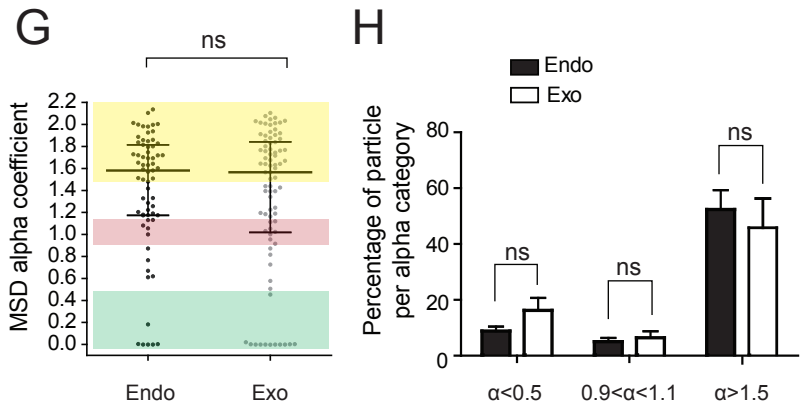 G
ns
MSD alpha coefficient
2.2
2.0
1.8
1.6
1.4
1.2
1.0
0.8
0.6
0.4
0.2
0.0
Endo
Exo
H
Endo
Exo
Percentage of particle
per alpha category
80
60
40
20
0
ns
ns
ns
α<0.5
0.9<α<1.1
α>1.5